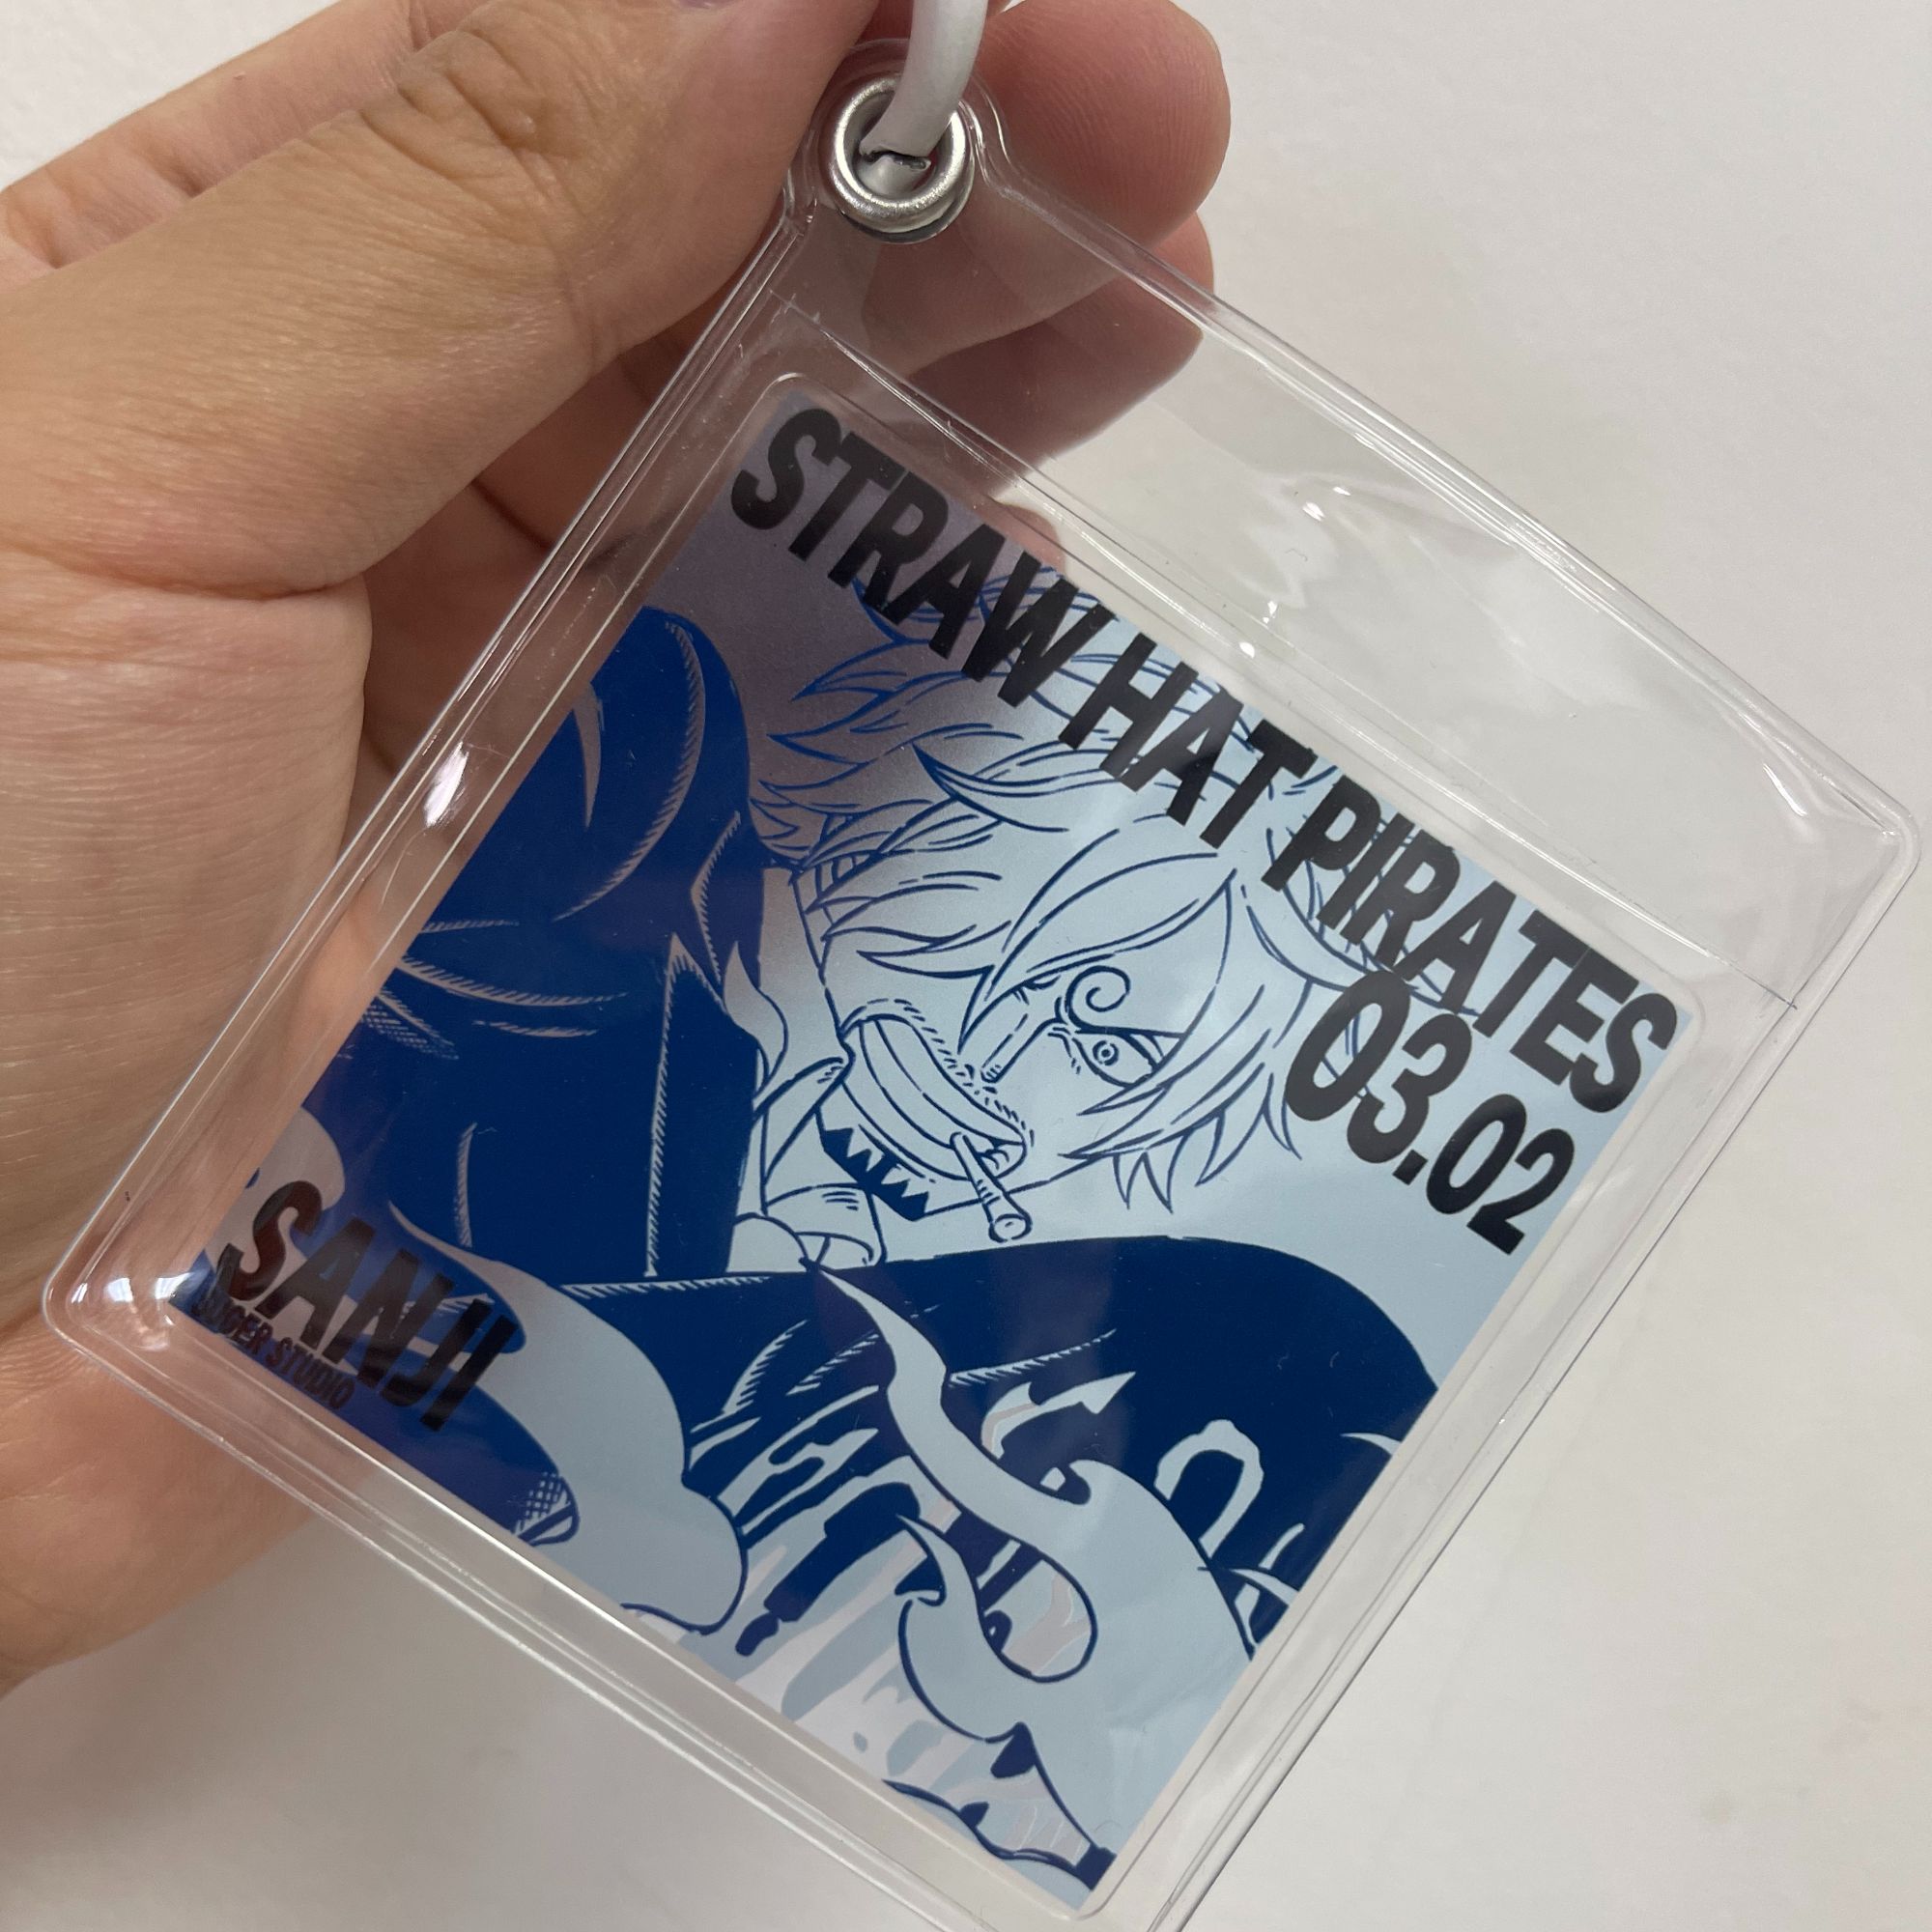 STRAW HAT PIRATES
03.02
SANJI
STUDIO